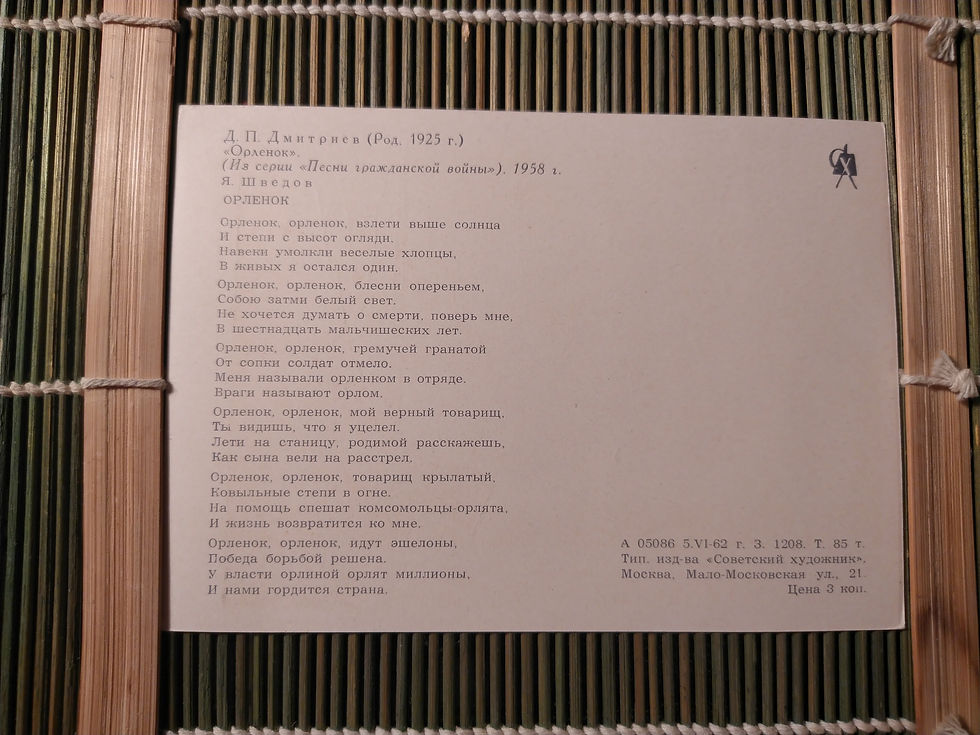 Д. П. Дмитриев (Род. 1925 г.)
«Орленок».
(Из серии «Песни гражданской войны»). 1958 г.
Я. Шведов
ОРЛЕНОК
Орленок, орленок, взлети выше солнца
И степи с высот огляди.
Навеки умолкли веселые хлопцы,
В живых я остался один.
Орленок, орленок, блесни опереньем,
Собою затми белый свет.
Не хочется думать о смерти, поверь мне,
В шестнадцать мальчишеских лет.
Орленок, орленок, гремучей гранатой
От сопки солдат отмело.
Меня называли орленком в отряде.
Враги называют орлом.
Орленок, орленок, мой верный товарищ,
Ты видишь, что я уцелел.
Лети на станицу, родимой расскажешь,
Как сына вели на расстрел.
Орленок, орленок, товарищ крылатый,
Ковыльные степи в огне.
На помощь спешат комсомольцы-орлята,
И жизнь возвратится ко мне.
Орленок, орленок, идут эшелоны,
Победа борьбой решена.
У власти орлиной орлят миллионы,
И нами гордится страна.
А 05086 5.VI-62 г. З. 1208. Т. 85 т.
Тип. изд-ва «Советский художник».
Москва, Мало-Московская ул., 21.
Цена 3 коп.